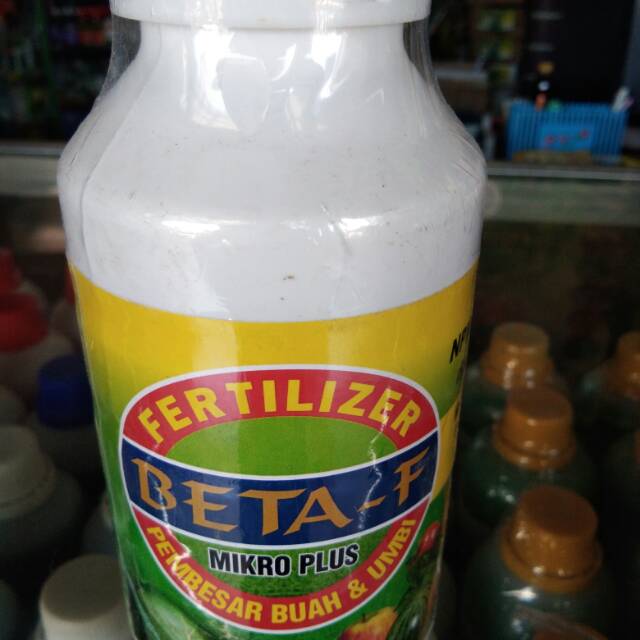 FERTILIZER
BETA-F
MIKRO PLUS
PEMBESAR BUAH & UMBI